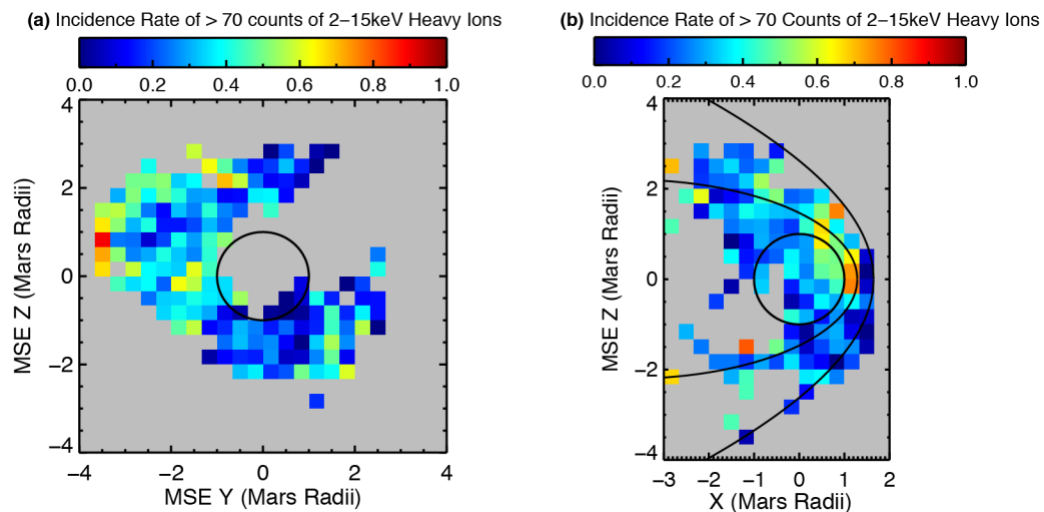 (a) Incidence Rate of > 70 counts of 2−15keV Heavy Ions
0.0 0.2 0.4 0.6 0.8 1.0
4
2
0
−2
−4
MSE Z (Mars Radii)
−4 −2 0 2 4
MSE Y (Mars Radii)
(b) Incidence Rate of > 70 Counts of 2−15keV Heavy Ions
0.0 0.2 0.4 0.6 0.8 1.0
4
2
0
−2
−4
MSE Z (Mars Radii)
−3 −2 −1 0 1 2
X (Mars Radii)